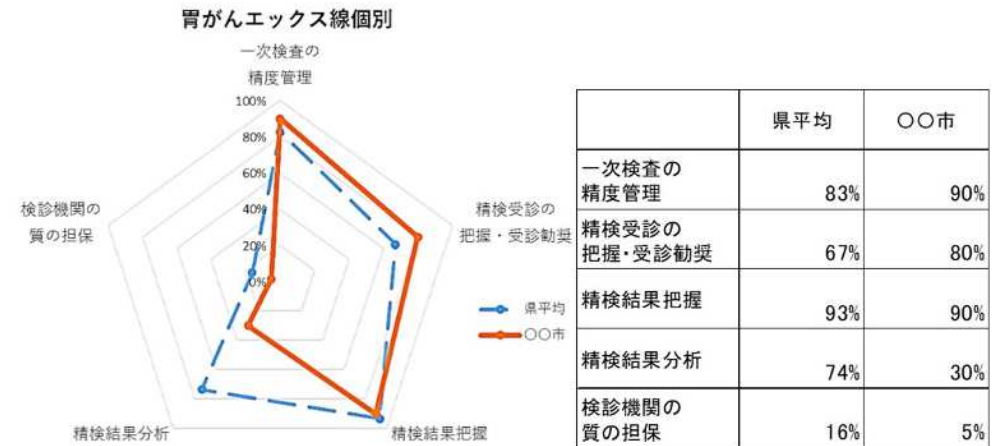 胃がんエックス線個別
一次検査の
精度管理
100%
80%
60%
40%
20%
0%
検診機関の
質の担保
精検受診の
把握・受診勧奨
県平均
〇〇市
精検結果分析
精検結果把握
県平均 〇〇市
一次検査の
精度管理 83% 90%
精検受診の
把握・受診勧奨 67% 80%
精検結果把握 93% 90%
精検結果分析 74% 30%
検診機関の
質の担保 16% 5%